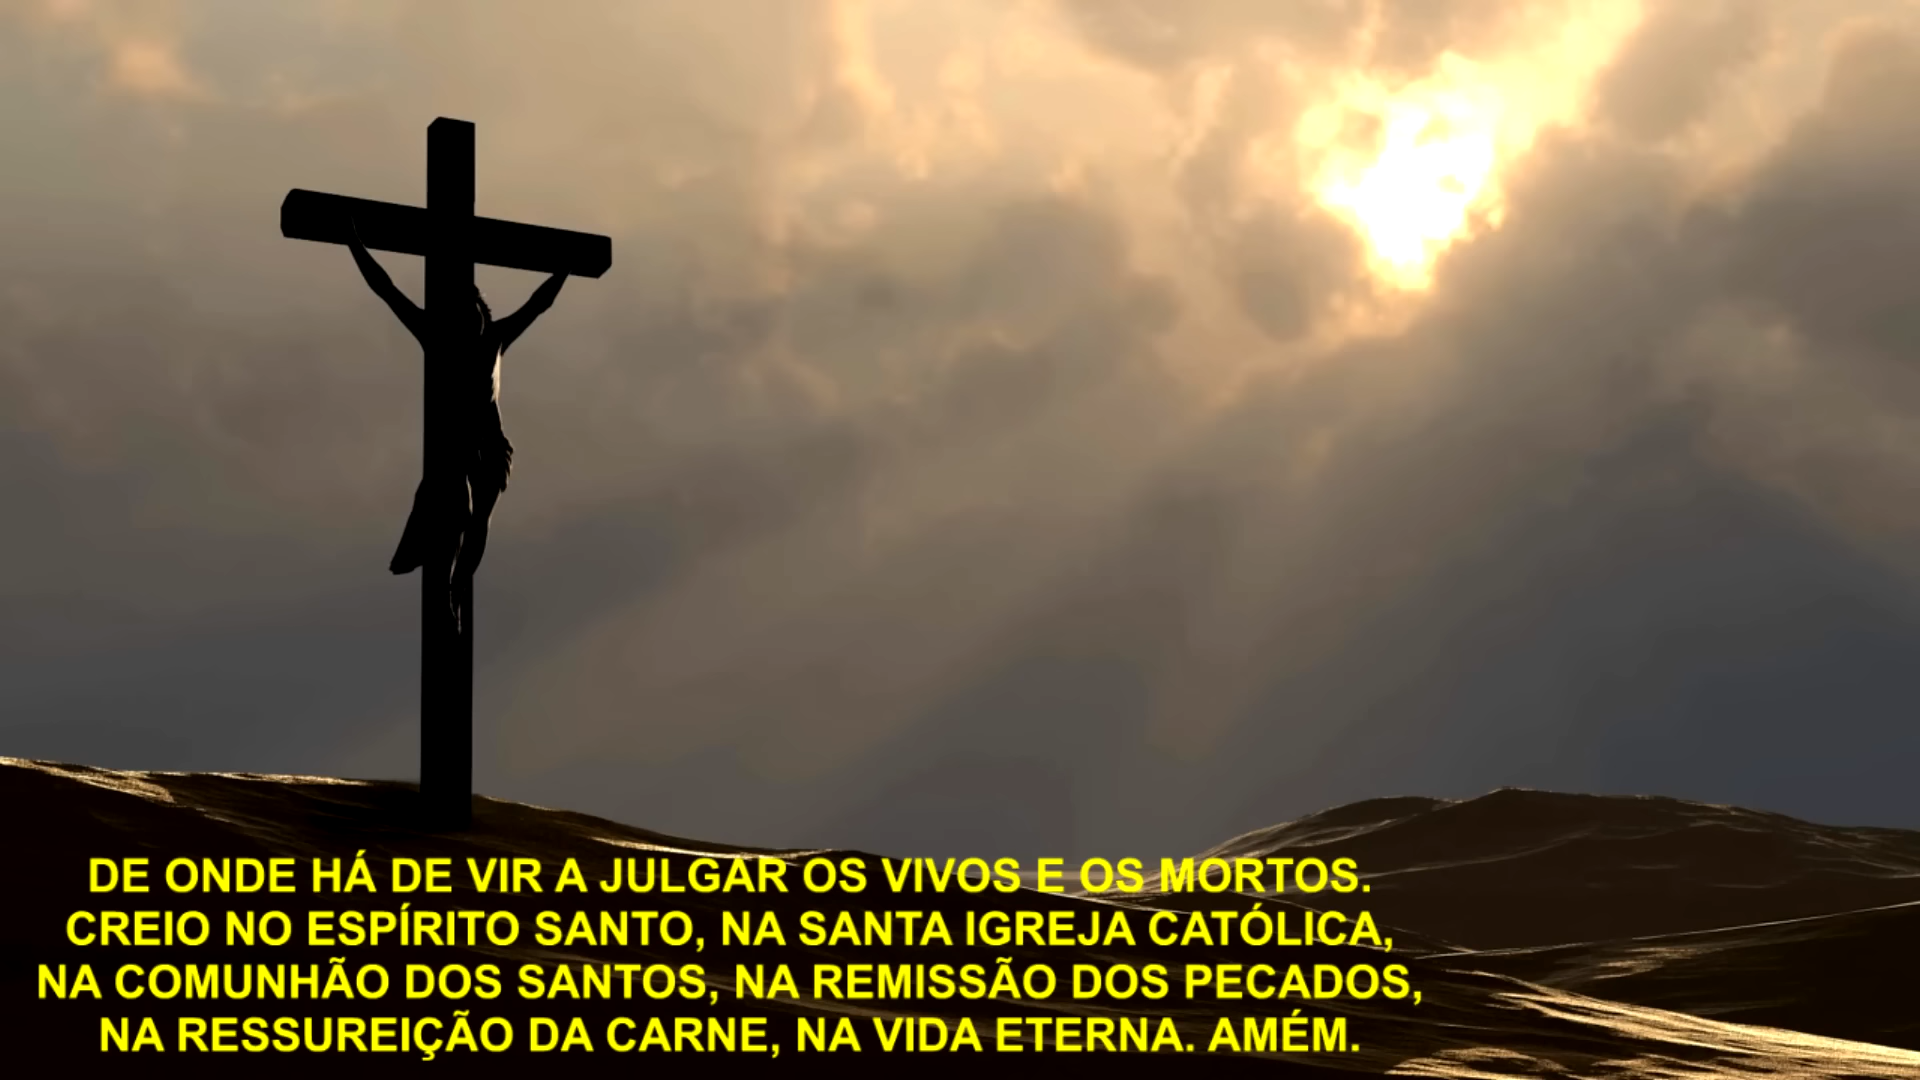 DE ONDE HÁ DE VIR A JULGAR OS VIVOS E OS MORTOS.
CREIO NO ESPÍRITO SANTO, NA SANTA IGREJA CATÓLICA,
NA COMUNHÃO DOS SANTOS, NA REMISSÃO DOS PECADOS,
NA RESSUREIÇÃO DA CARNE, NA VIDA ETERNA. AMÉM.